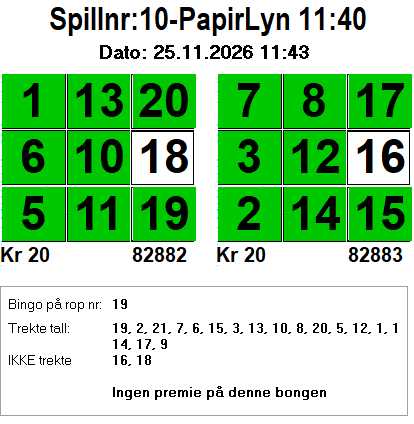 Spillnr:10-PapirLyn 11:40
Dato: 25.11.2026 11:43
1 13 20 7 8 17
6 10 18 3 12 16
5 11 19 2 14 15
Kr 20 82882 Kr 20 82883
Bingo på rop nr: 19
Trekte tall: 19, 2, 21, 7, 6, 15, 3, 13, 10, 8, 20, 5, 12, 1, 1
14, 17, 9
IKKE trekte 16, 18
Ingen premie på denne bongen